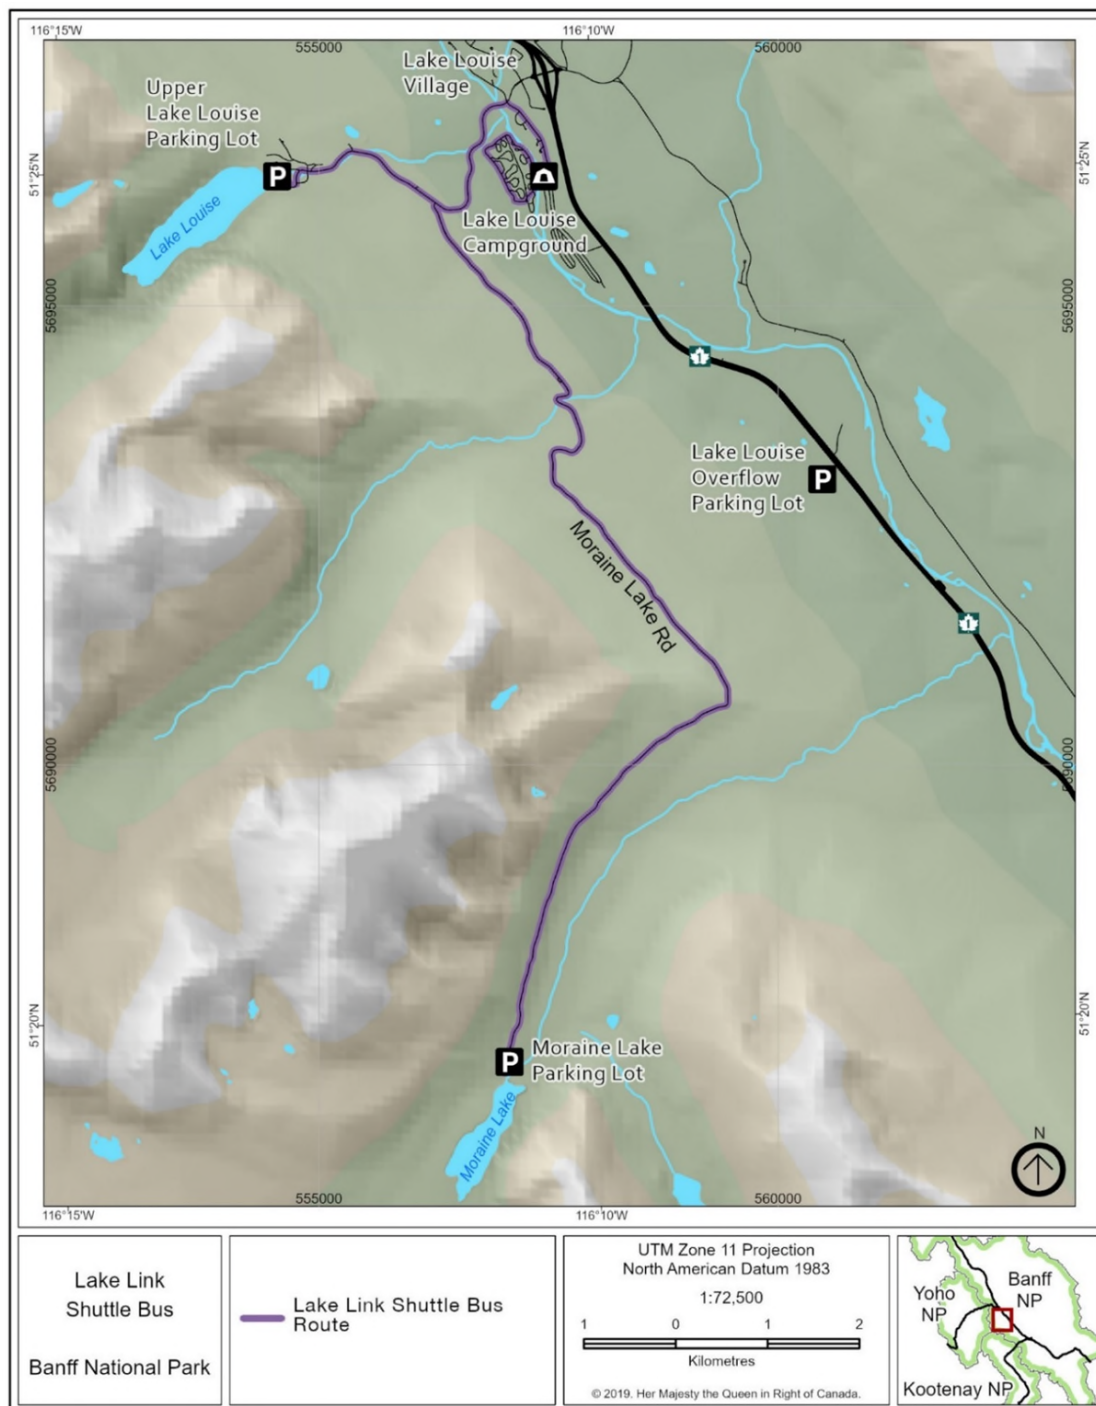 116°15'W
116°10'W
555000
560000
Lake Louise
Village
Upper
Lake Louise
Parking Lot
P
51°25'N
51°25'N
Lake Louise
Lake Louise
Campground
5695000
5695000
1
Lake Louise
Overflow
Parking Lot
P
Moraine Lake Rd
1
5690000
5690000
51°20'N
51°20'N
P
Moraine Lake
Parking Lot
Moraine Lake
N
555000
560000
116°15'W
116°10'W
Lake Link
Shuttle Bus
Banff National Park
Lake Link Shuttle Bus
Route
UTM Zone 11 Projection
North American Datum 1983
1:72,500
1 0 1 2
Kilometres
© 2019. Her Majesty the Queen in Right of Canada.
Yoho
NP
Banff
NP
Kootenay NP